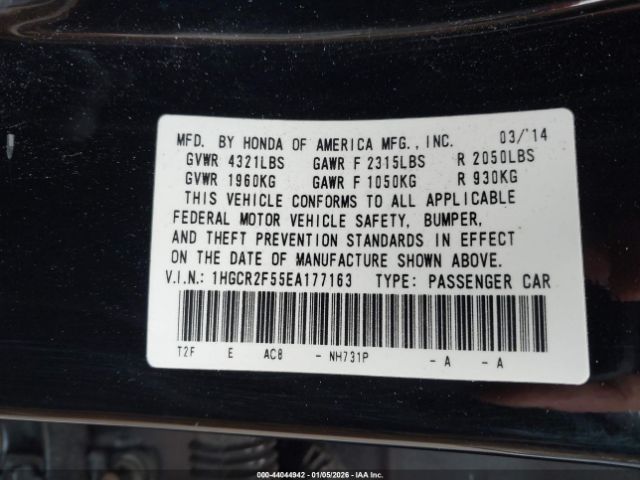 MFD. BY HONDA OF AMERICA MFG., INC. 03/'14
GVWR 4321LBS GAWR F 2315LBS R 2050LBS
GVWR 1960KG GAWR F 1050KG R 930KG
THIS VEHICLE CONFORMS TO ALL APPLICABLE
FEDERAL MOTOR VEHICLE SAFETY, BUMPER,
AND THEFT PREVENTION STANDARDS IN EFFECT
ON THE DATE OF MANUFACTURE SHOWN ABOVE.
V.I.N.: 1HGCR2F55EA177163 TYPE: PASSENGER CAR
T2F E AC8 - NH731P - A - A
000-44044942 - 01/05/2026 - IAA Inc.